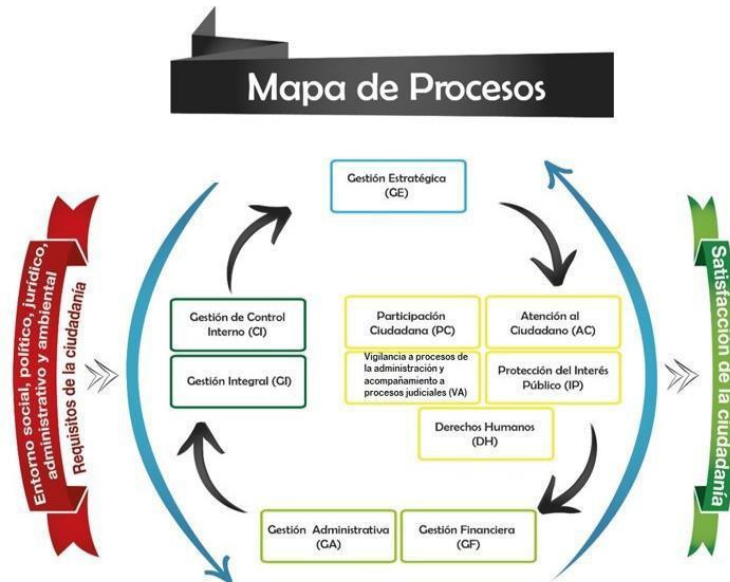 Mapa de Procesos
Entorno social, político, jurídico,
administrativo y ambiental
Requisitos de la ciudadanía
Gestión Estratégica
(GE)
Gestión de Control
Interno (CI)
Gestión Integral (GI)
Participación
Ciudadana (PC)
Atención al
Ciudadano (AC)
Vigilancia a procesos de
la administración y
acompañamiento a
procesos judiciales (VA)
Protección del Interés
Público (IP)
Derechos Humanos
(DH)
Gestión Administrativa
(GA)
Gestión Financiera
(GF)
Satisfacción de la ciudadanía